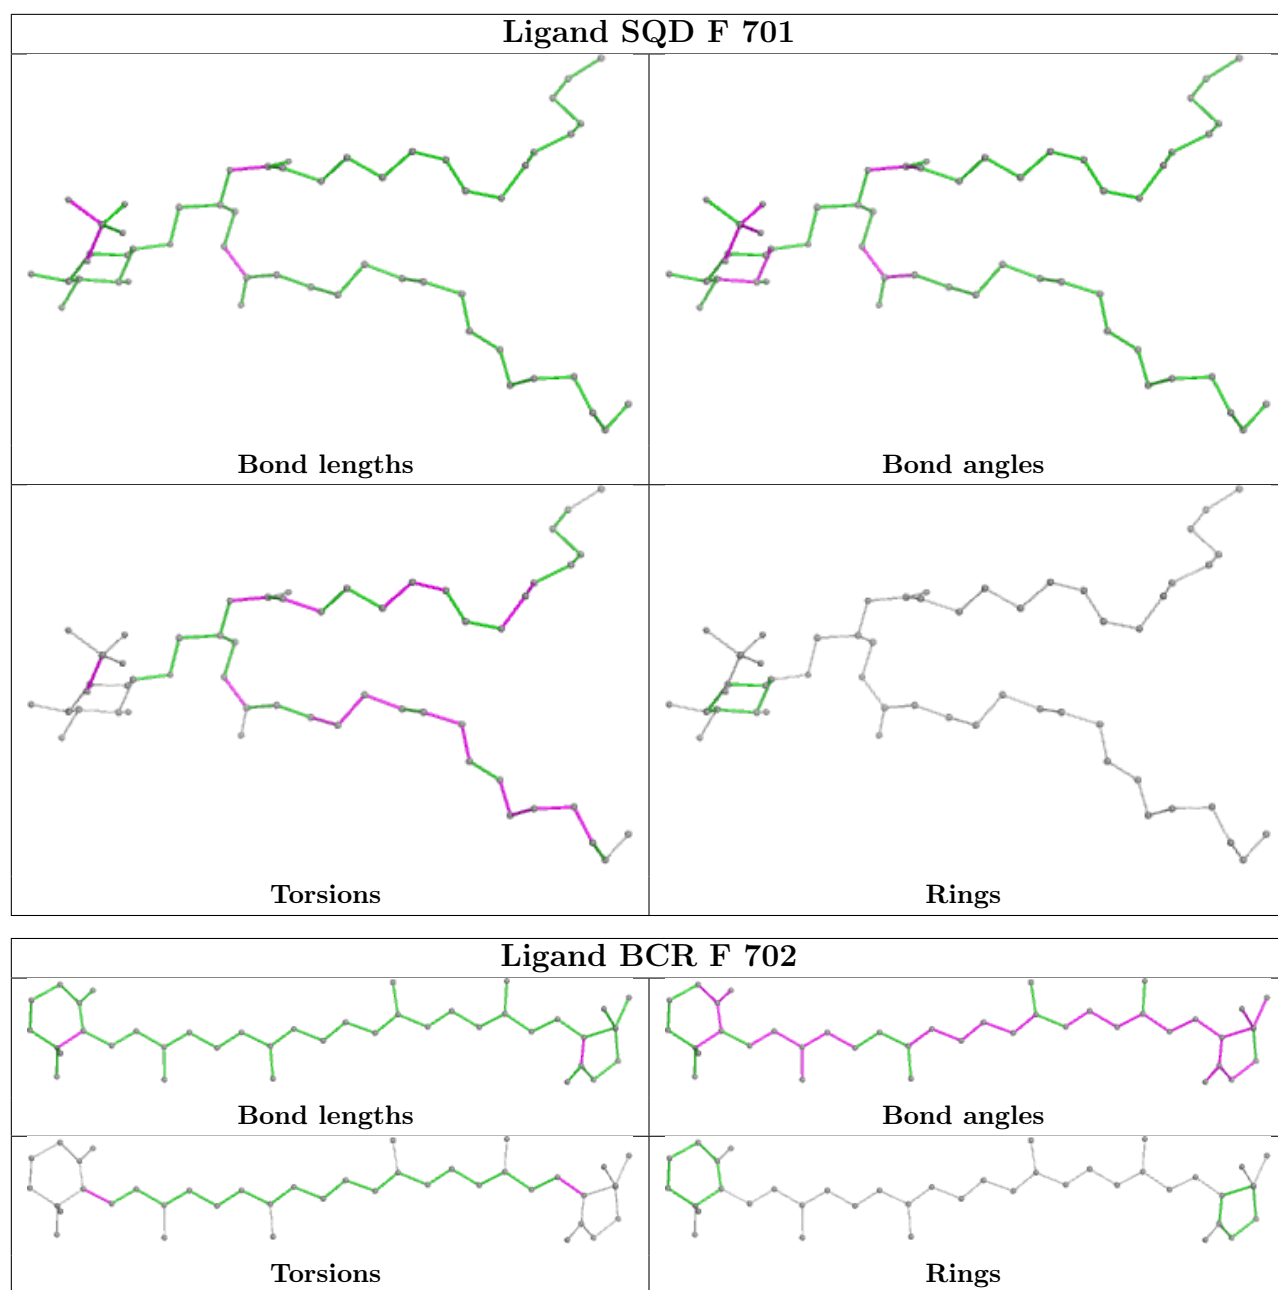 Ligand SQD F 701
Bond lengths
Bond angles
Torsions
Rings
Ligand BCR F 702
Bond lengths
Bond angles
Torsions
Rings